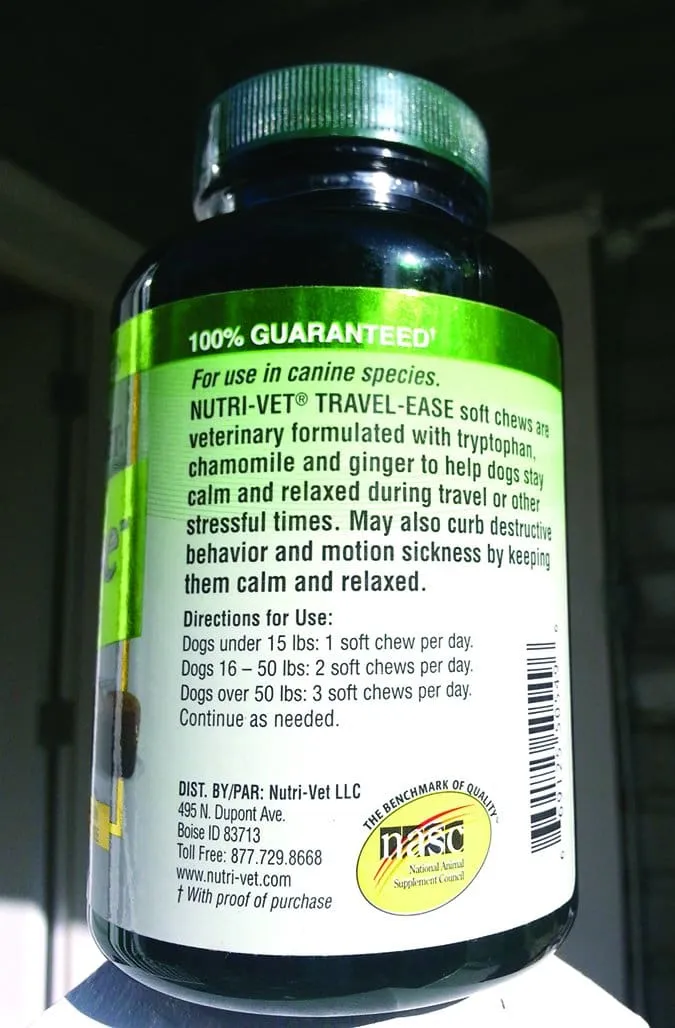 100% GUARANTEED†
For use in canine species.
NUTRI-VET® TRAVEL-EASE soft chews are
veterinary formulated with tryptophan,
chamomile and ginger to help dogs stay
calm and relaxed during travel or other
stressful times. May also curb destructive
behavior and motion sickness by keeping
them calm and relaxed.
Directions for Use:
Dogs under 15 lbs: 1 soft chew per day.
Dogs 16 – 50 lbs: 2 soft chews per day.
Dogs over 50 lbs: 3 soft chews per day.
Continue as needed.
DIST. BY/PAR: Nutri-Vet LLC
495 N. Dupont Ave.
Boise ID 83713
Toll Free: 877.729.8668
www.nutri-vet.com
† With proof of purchase
THE BENCHMARK OF QUALITY™
nasc
National Animal
Supplement Council